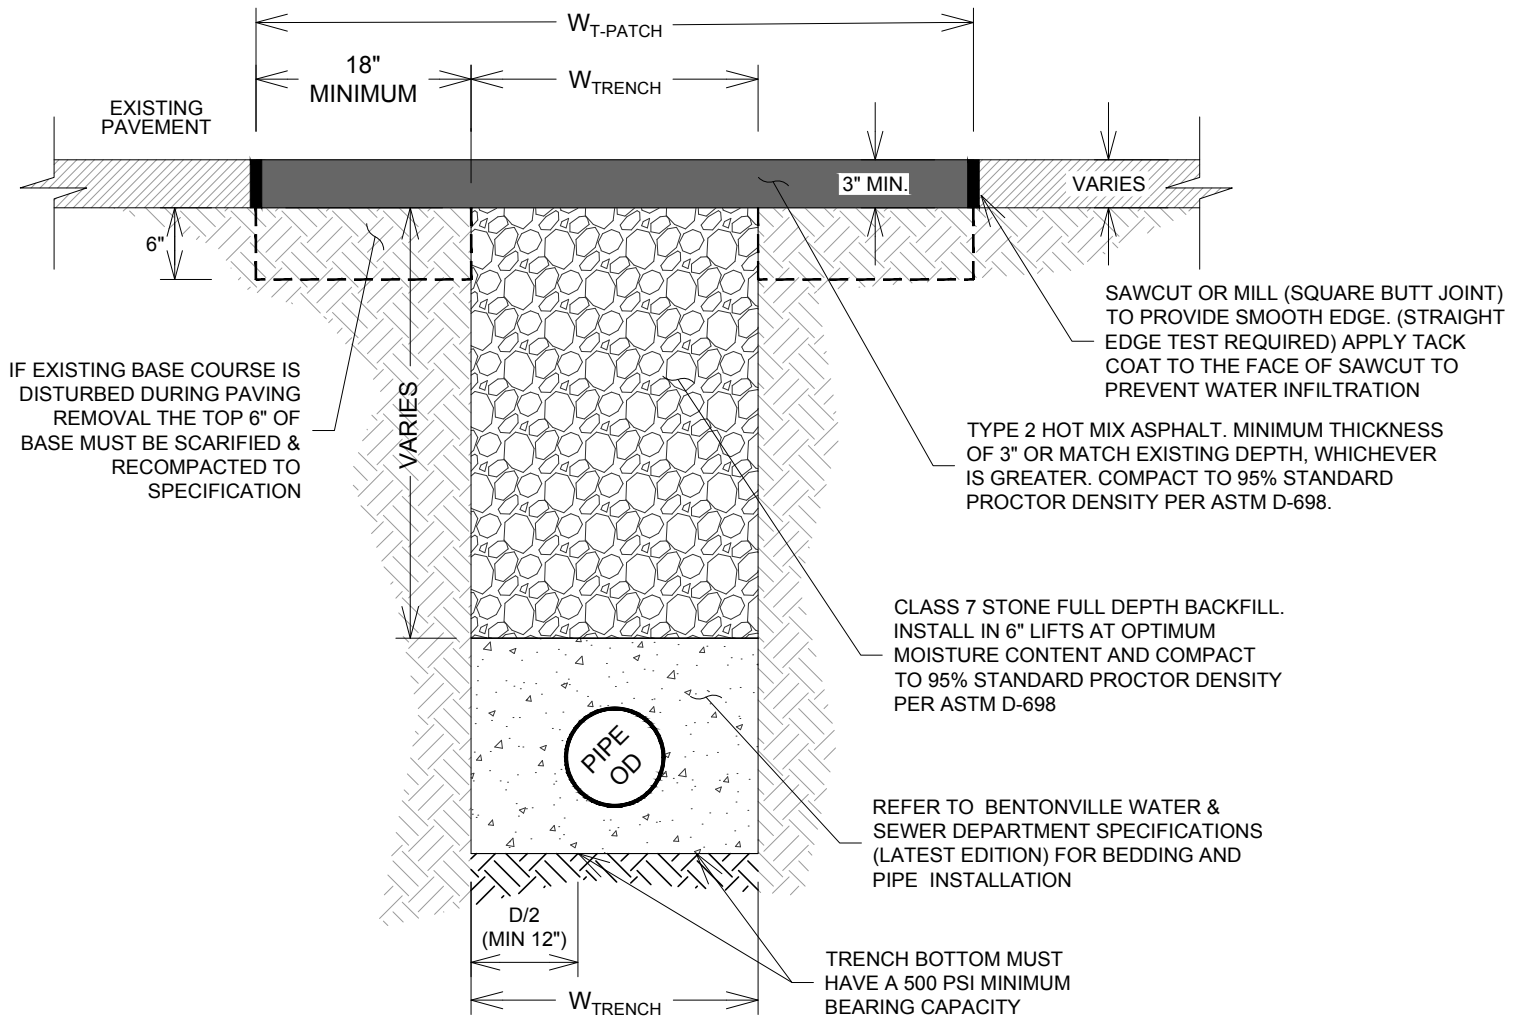 W T-PATCH
18"
MINIMUM
W TRENCH
EXISTING
PAVEMENT
3" MIN.
VARIES
6"
SAWCUT OR MILL (SQUARE BUTT JOINT)
TO PROVIDE SMOOTH EDGE. (STRAIGHT
EDGE TEST REQUIRED) APPLY TACK
COAT TO THE FACE OF SAWCUT TO
PREVENT WATER INFILTRATION
IF EXISTING BASE COURSE IS
DISTURBED DURING PAVING
REMOVAL THE TOP 6" OF
BASE MUST BE SCARIFIED &
RECOMPACTED TO
SPECIFICATION
VARIES
TYPE 2 HOT MIX ASPHALT. MINIMUM THICKNESS
OF 3" OR MATCH EXISTING DEPTH, WHICHEVER
IS GREATER. COMPACT TO 95% STANDARD
PROCTOR DENSITY PER ASTM D-698.
CLASS 7 STONE FULL DEPTH BACKFILL.
INSTALL IN 6" LIFTS AT OPTIMUM
MOISTURE CONTENT AND COMPACT
TO 95% STANDARD PROCTOR DENSITY
PER ASTM D-698
PIPE
OD
REFER TO BENTONVILLE WATER &
SEWER DEPARTMENT SPECIFICATIONS
(LATEST EDITION) FOR BEDDING AND
PIPE INSTALLATION
D/2
(MIN 12")
TRENCH BOTTOM MUST
HAVE A 500 PSI MINIMUM
BEARING CAPACITY
W TRENCH